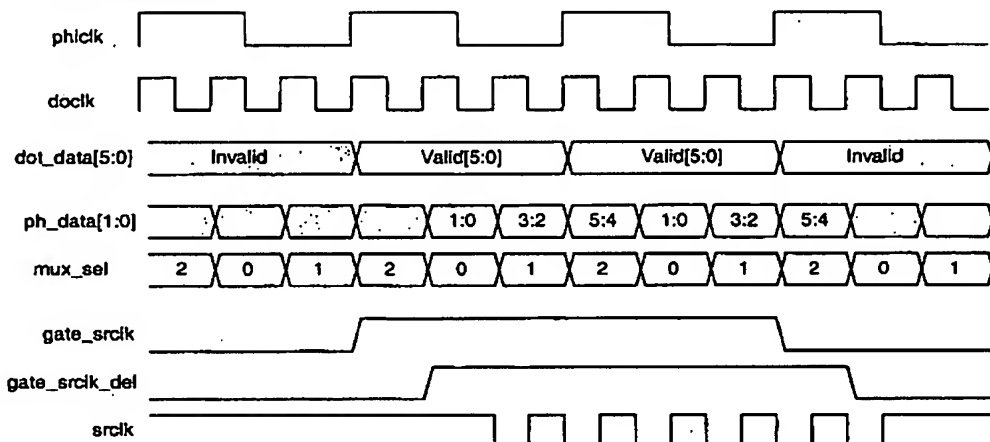 phiclk
doclk
dot_data[5:0] Invalid Valid[5:0] Valid[5:0] Invalid
ph_data[1:0] 1:0 3:2 5:4 1:0 3:2 5:4
mux_sel 2 0 1 2 0 1 2 0 1 2 0 1
gate_srclk
gate_srclk_del
srclk